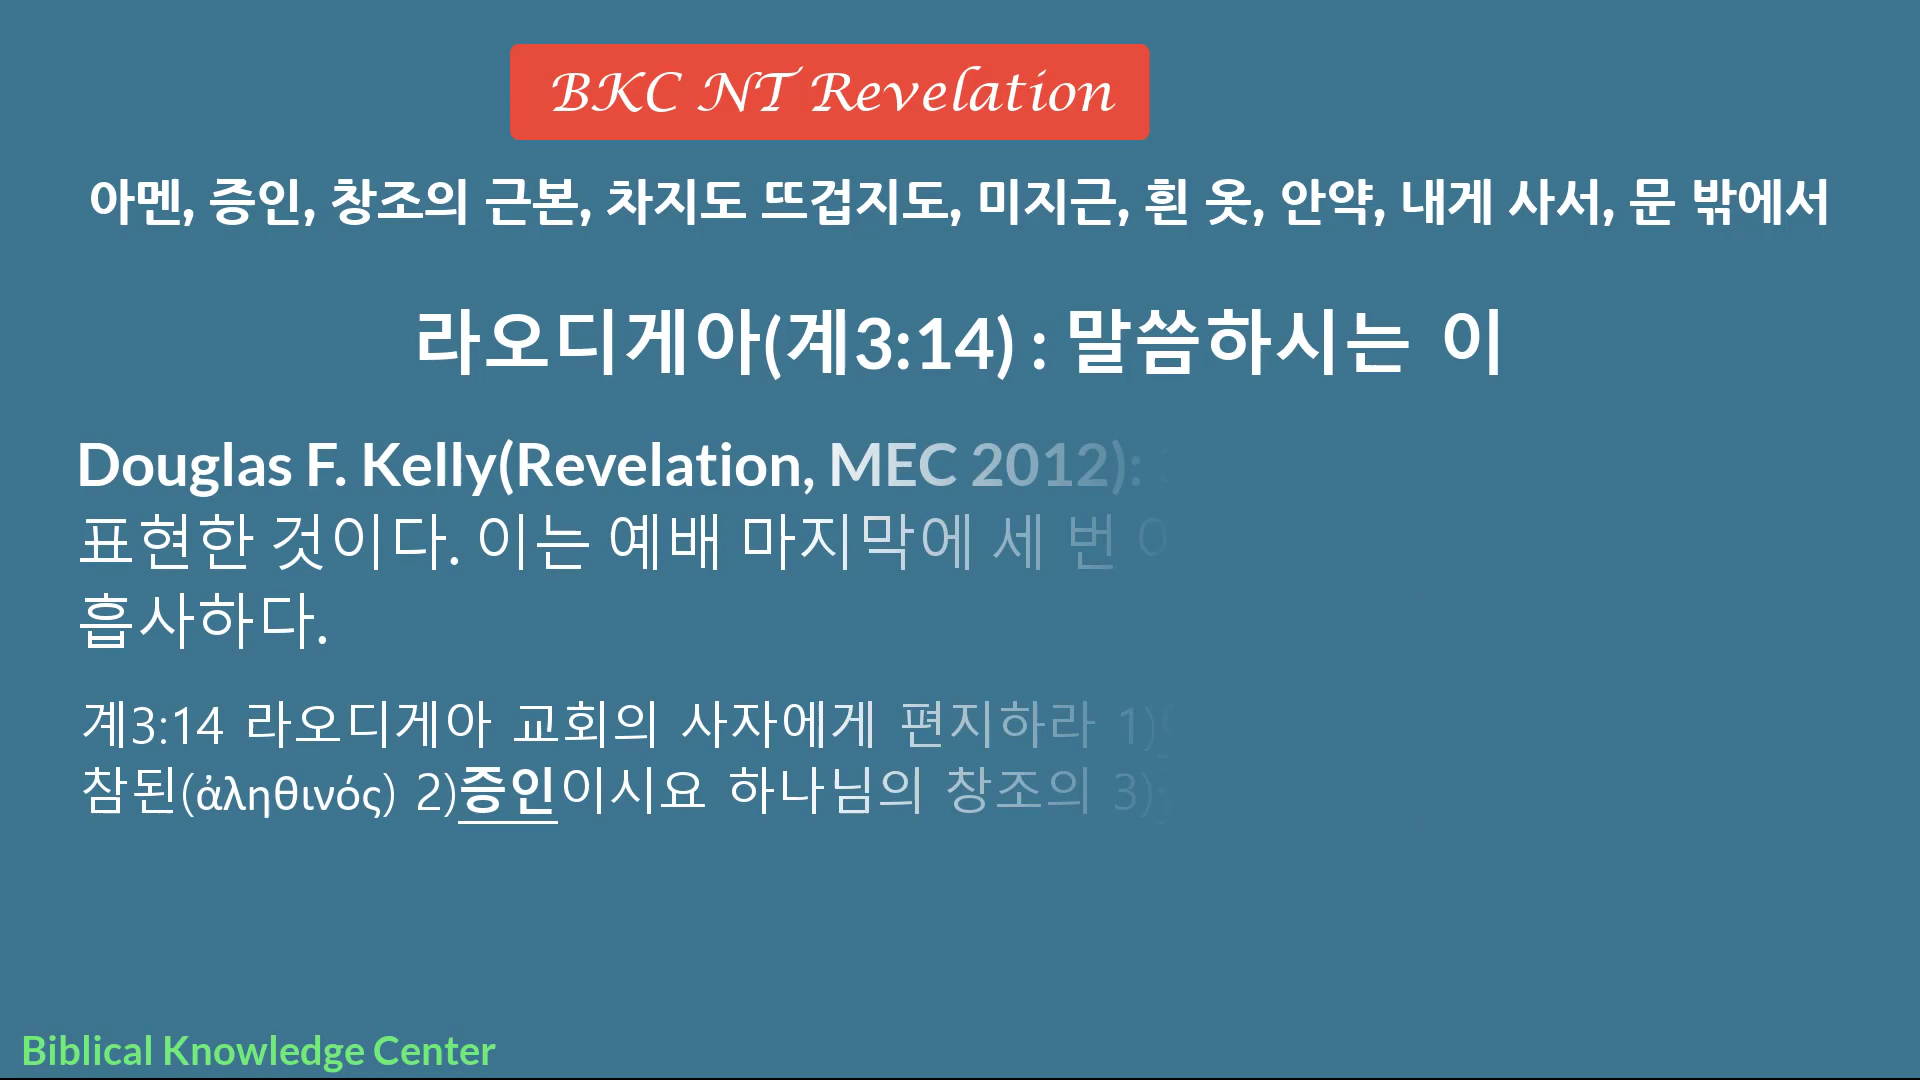 BKC NT Revelation
아멘, 증인, 창조의 근본, 차지도 뜨겁지도, 미지근, 흰 옷, 안약, 내게 사서, 문 밖에서
라오디게아(계3:14) : 말씀하시는 이
Douglas F. Kelly(Revelation, MEC 2012):
표현한 것이다. 이는 예배 마지막에 세 번
흡사하다.
계3:14 라오디게아 교회의 사자에게 편지하라 1)
참된(ἀληθινός) 2)증인이시요 하나님의 창조의 3)
Biblical Knowledge Center